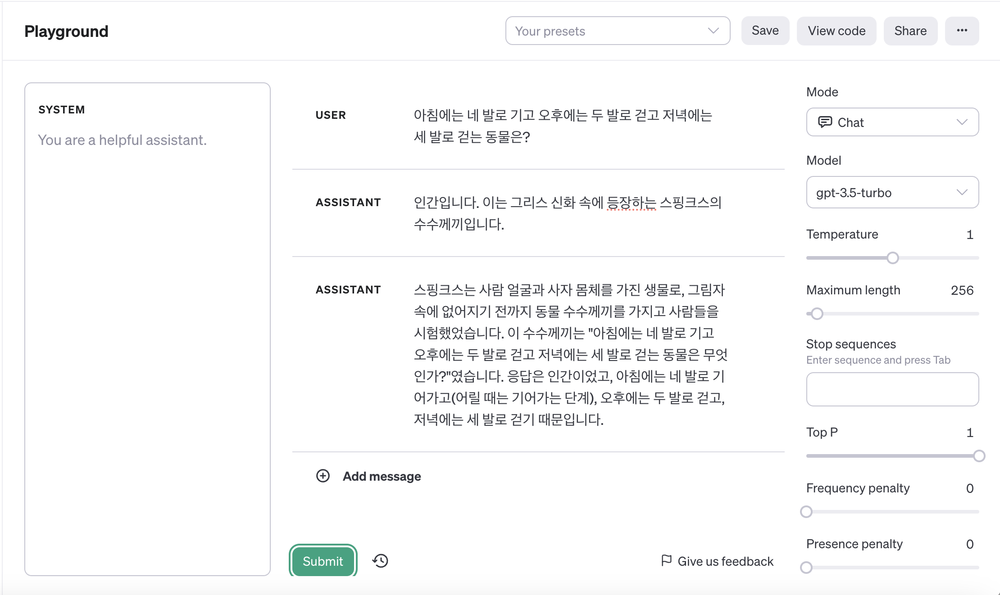 Playground
Your presets
Save
View code
Share
SYSTEM
You are a helpful assistant.
USER
아침에는 네 발로 기고 오후에는 두 발로 걷고 저녁에는
세 발로 걷는 동물은?
ASSISTANT
인간입니다. 이는 그리스 신화 속에 등장하는 스핑크스의
수수께끼입니다.
ASSISTANT
스핑크스는 사람 얼굴과 사자 몸체를 가진 생물로, 그림자
속에 없어지기 전까지 동물 수수께끼를 가지고 사람들을
시험했었습니다. 이 수수께끼는 "아침에는 네 발로 기고
오후에는 두 발로 걷고 저녁에는 세 발로 걷는 동물은 무엇
인가?"였습니다. 응답은 인간이었고, 아침에는 네 발로 기
어가고(어릴 때는 기어가는 단계), 오후에는 두 발로 걷고,
저녁에는 세 발로 걷기 때문입니다.
Add message
Submit
Give us feedback
Mode
Chat
Model
gpt-3.5-turbo
Temperature 1
Maximum length 256
Stop sequences
Enter sequence and press Tab
Top P 1
Frequency penalty 0
Presence penalty 0